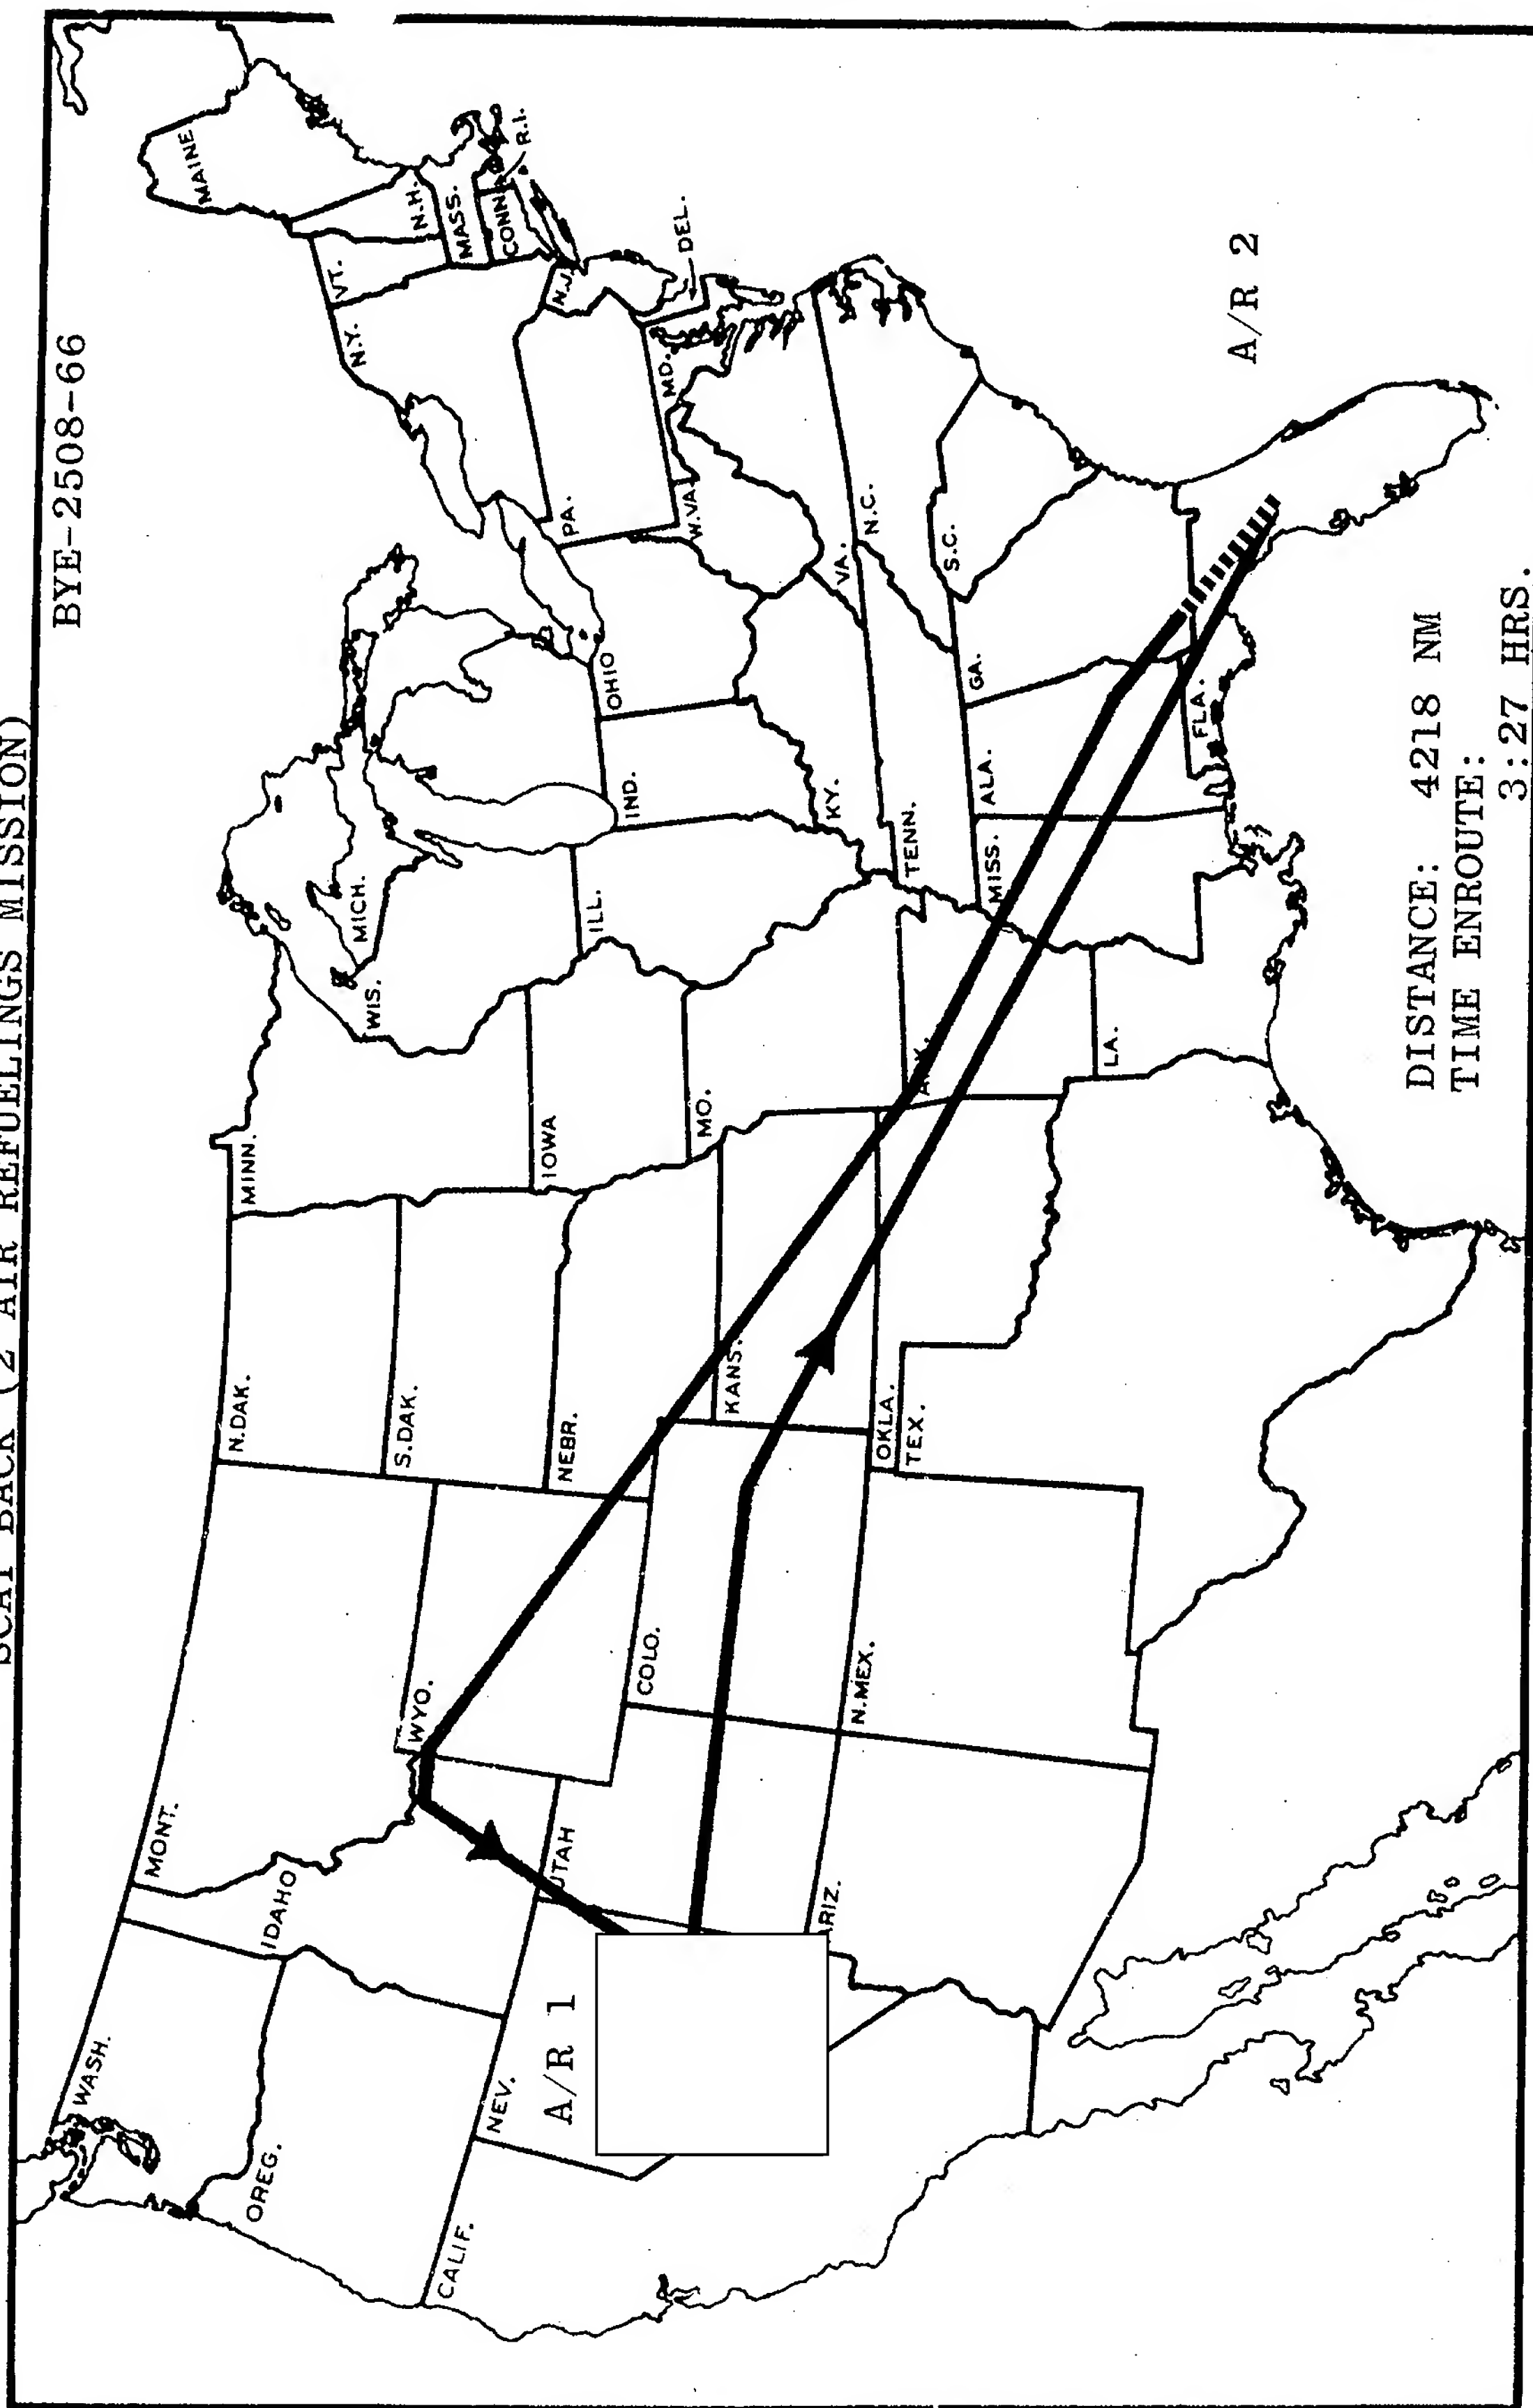 SCAT BACK (2 AIR REFUELINGS MISSION)
BYE-2508-66
WASH.
OREG.
CALIF.
NEV.
A/R 1
IDAHO
MONT.
WYO.
UTAH
ARIZ.
COLO.
N.MEX.
N.DAK.
S.DAK.
NEBR.
KANS.
OKLA.
TEX.
MINN.
IOWA
MO.
ARK.
LA.
WIS.
MICH.
ILL.
IND.
OHIO
KY.
TENN.
MISS.
ALA.
GA.
FLA.
S.C.
N.C.
VA.
W.VA.
PA.
MD.
DEL.
N.J.
N.Y.
VT.
N.H.
MAINE
MASS.
CONN.
R.I.
A/R 2
DISTANCE: 4218 NM
TIME ENROUTE:
3:27 HRS.